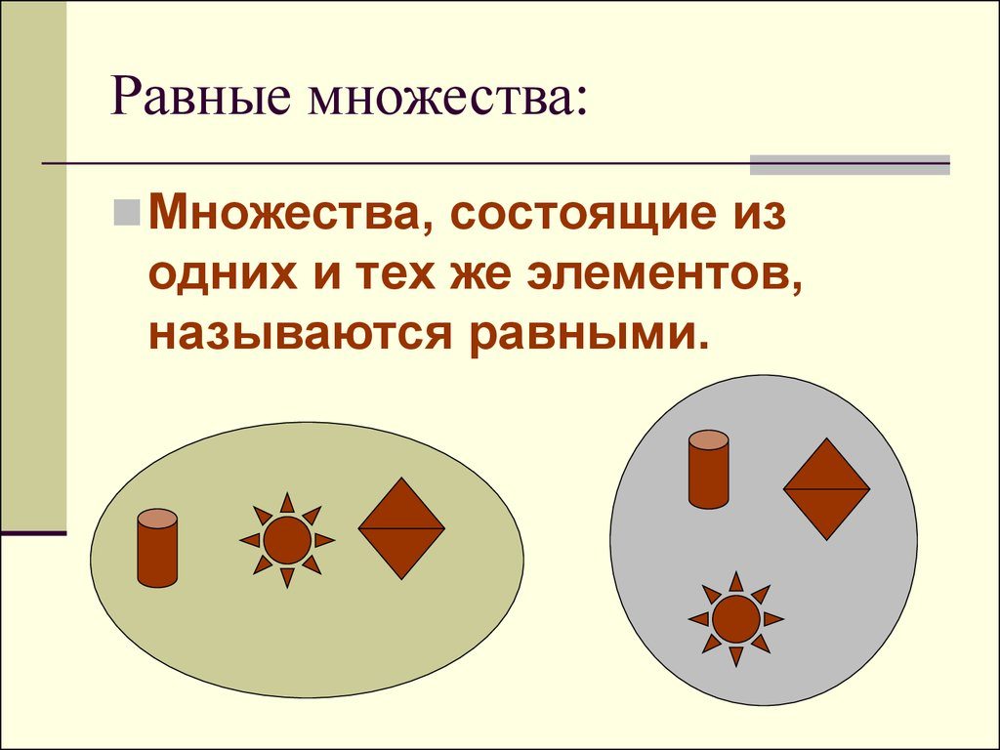 Равные множества:
Множества, состоящие из
одних и тех же элементов,
называются равными.